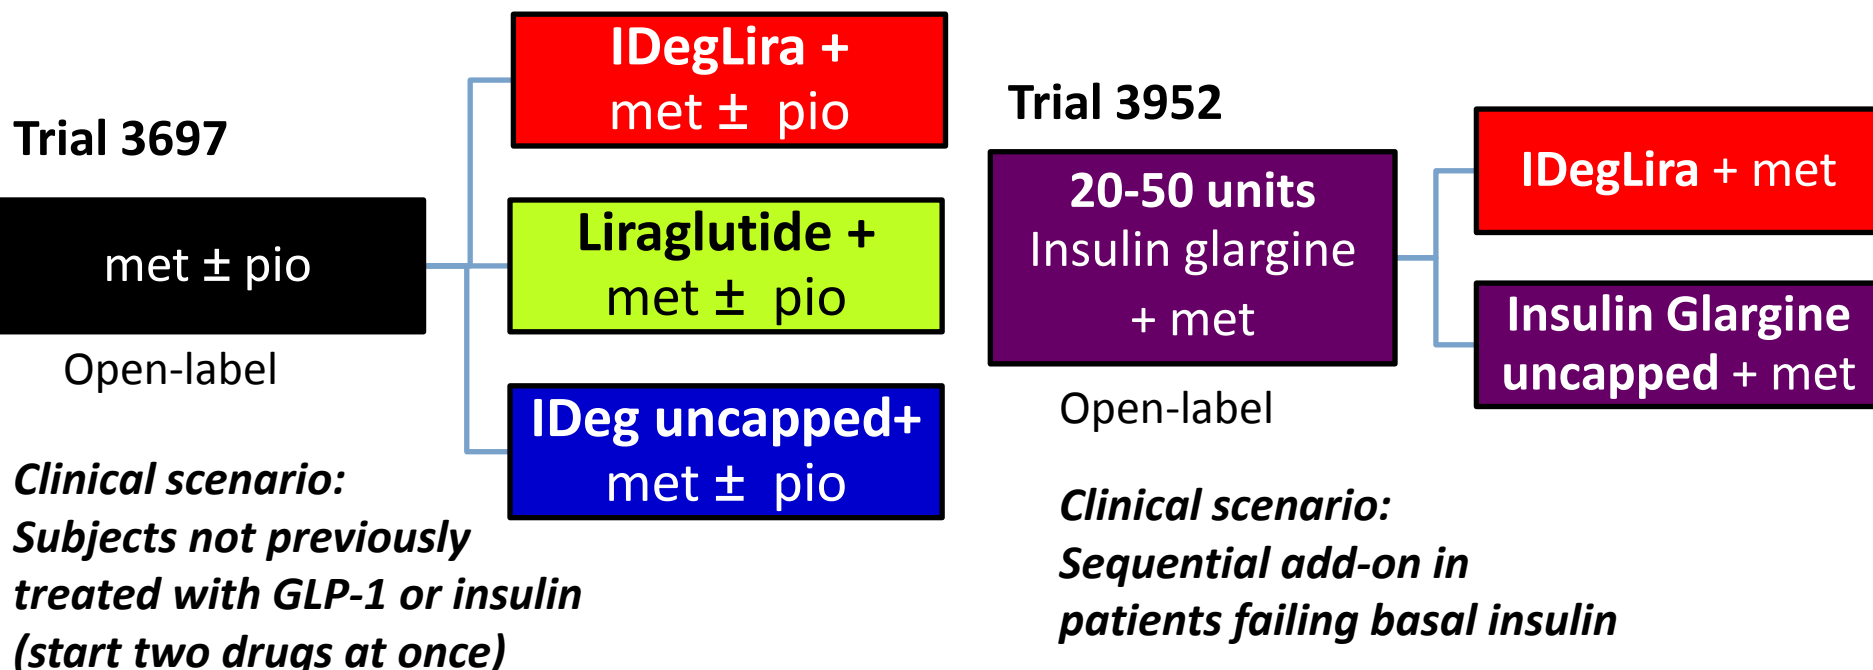 Trial 3697
met ± pio
Open-label
IDegLira +
met ± pio
Liraglutide +
met ± pio
IDeg uncapped+
met ± pio
Clinical scenario:
Subjects not previously
treated with GLP-1 or insulin
(start two drugs at once)
Trial 3952
20-50 units
Insulin glargine
+ met
Open-label
IDegLira + met
Insulin Glargine
uncapped + met
Clinical scenario:
Sequential add-on in
patients failing basal insulin